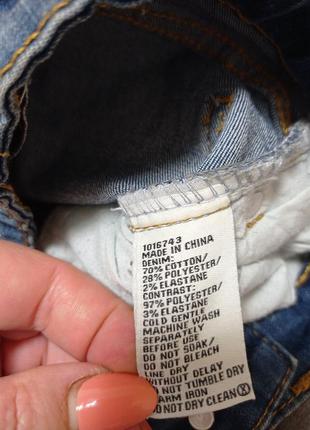 1016743
MADE IN CHINA
DENIM:
70% COTTON/
28% POLYESTER/
2% ELASTANE
CONTRAST:
97% POLYESTER/
3% ELASTANE
COLD GENTLE
MACHINE WASH
SEPARATELY
BEFORE USE
DO NOT SOAK/
DO NOT BLEACH
LINE DRY
WITHOUT DELAY
DO NOT TUMBLE DRY
WARM IRON
DO NOT DRY CLEAN